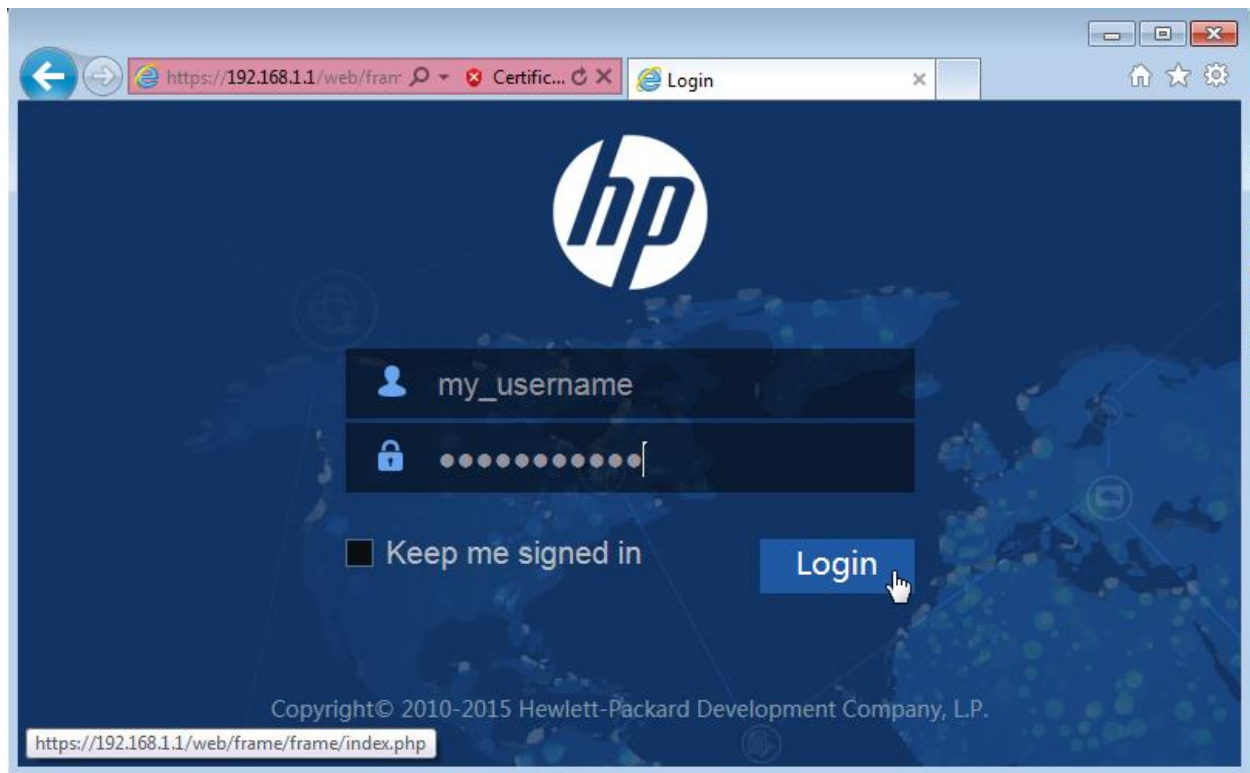 https://192.168.1.1/web/fram Certific... Login
hp
my_username
●●●●●●●●●●●
Keep me signed in
Login
Copyright© 2010-2015 Hewlett-Packard Development Company, L.P.
https://192.168.1.1/web/frame/frame/index.php